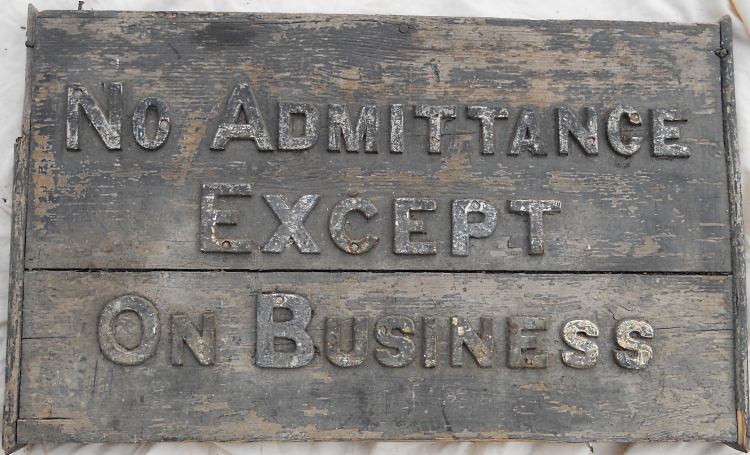 No Admittance
Except
On Business